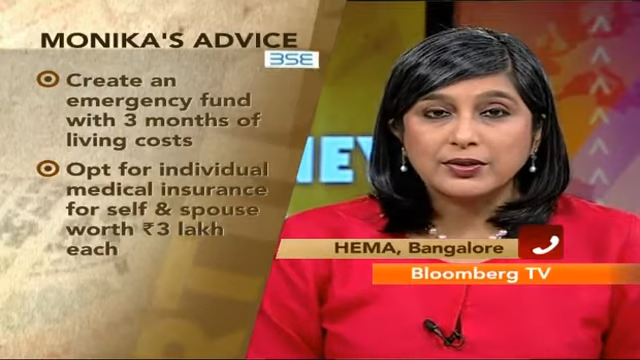 MONIKA'S ADVICE
BSE
Create an
emergency fund
with 3 months of
living costs
Opt for individual
medical insurance
for self & spouse
worth ₹3 lakh
each
NEY
HEMA, Bangalore
Bloomberg TV